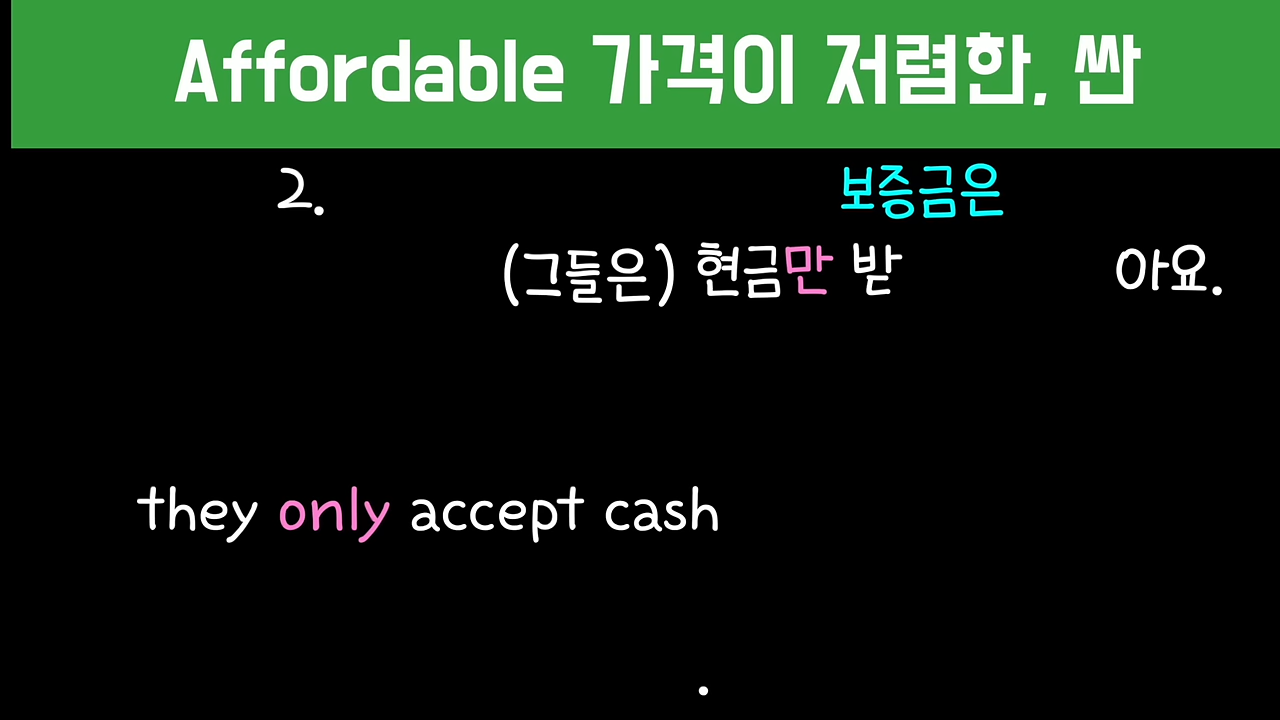 Affordable 가격이 저렴한, 싼
2. 보증금은
(그들은) 현금만 받 아요.
they only accept cash
.